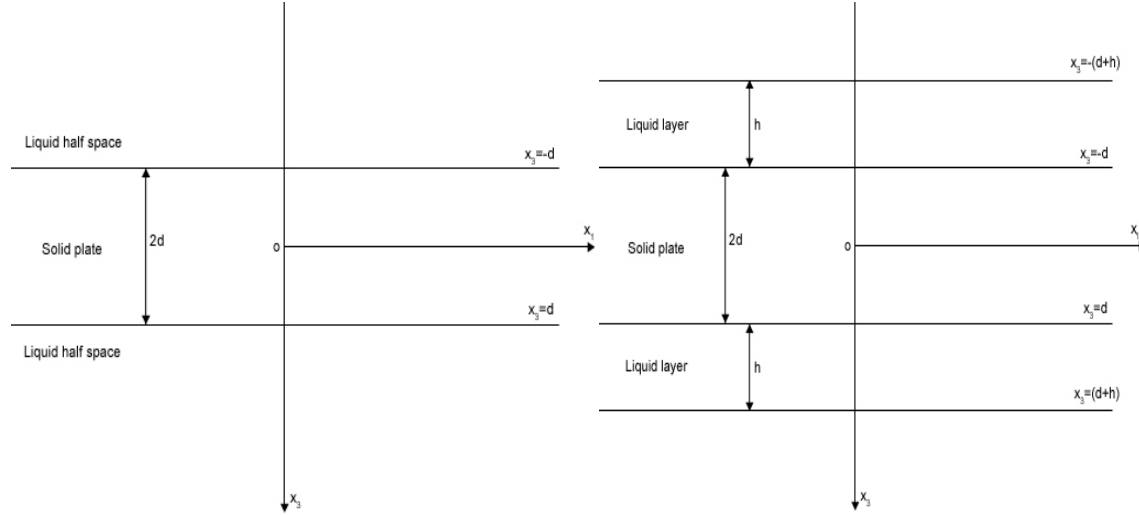 Liquid half space
x₃=-d
Solid plate
2d
o
x₁
x₃=d
Liquid half space
x₃
x₃=-(d+h)
Liquid layer
h
x₃=-d
Solid plate
2d
o
x₁
x₃=d
Liquid layer
h
x₃=(d+h)
x₃